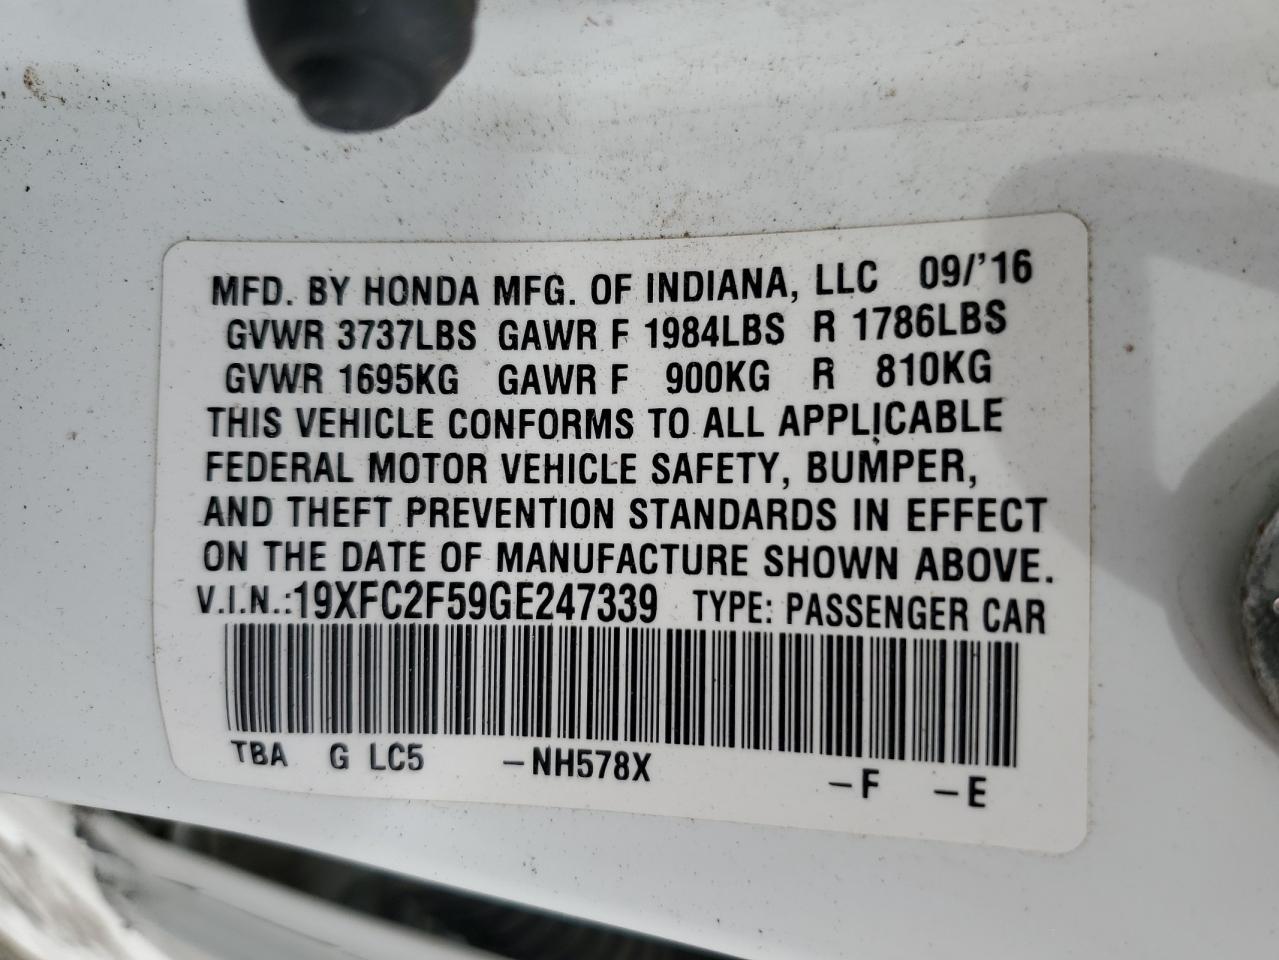 MFD. BY HONDA MFG. OF INDIANA, LLC 09/'16
GVWR 3737LBS GAWR F 1984LBS R 1786LBS
GVWR 1695KG GAWR F 900KG R 810KG
THIS VEHICLE CONFORMS TO ALL APPLICABLE
FEDERAL MOTOR VEHICLE SAFETY, BUMPER,
AND THEFT PREVENTION STANDARDS IN EFFECT
ON THE DATE OF MANUFACTURE SHOWN ABOVE.
V.I.N.:19XFC2F59GE247339 TYPE: PASSENGER CAR
TBA G LC5 -NH578X -F -E